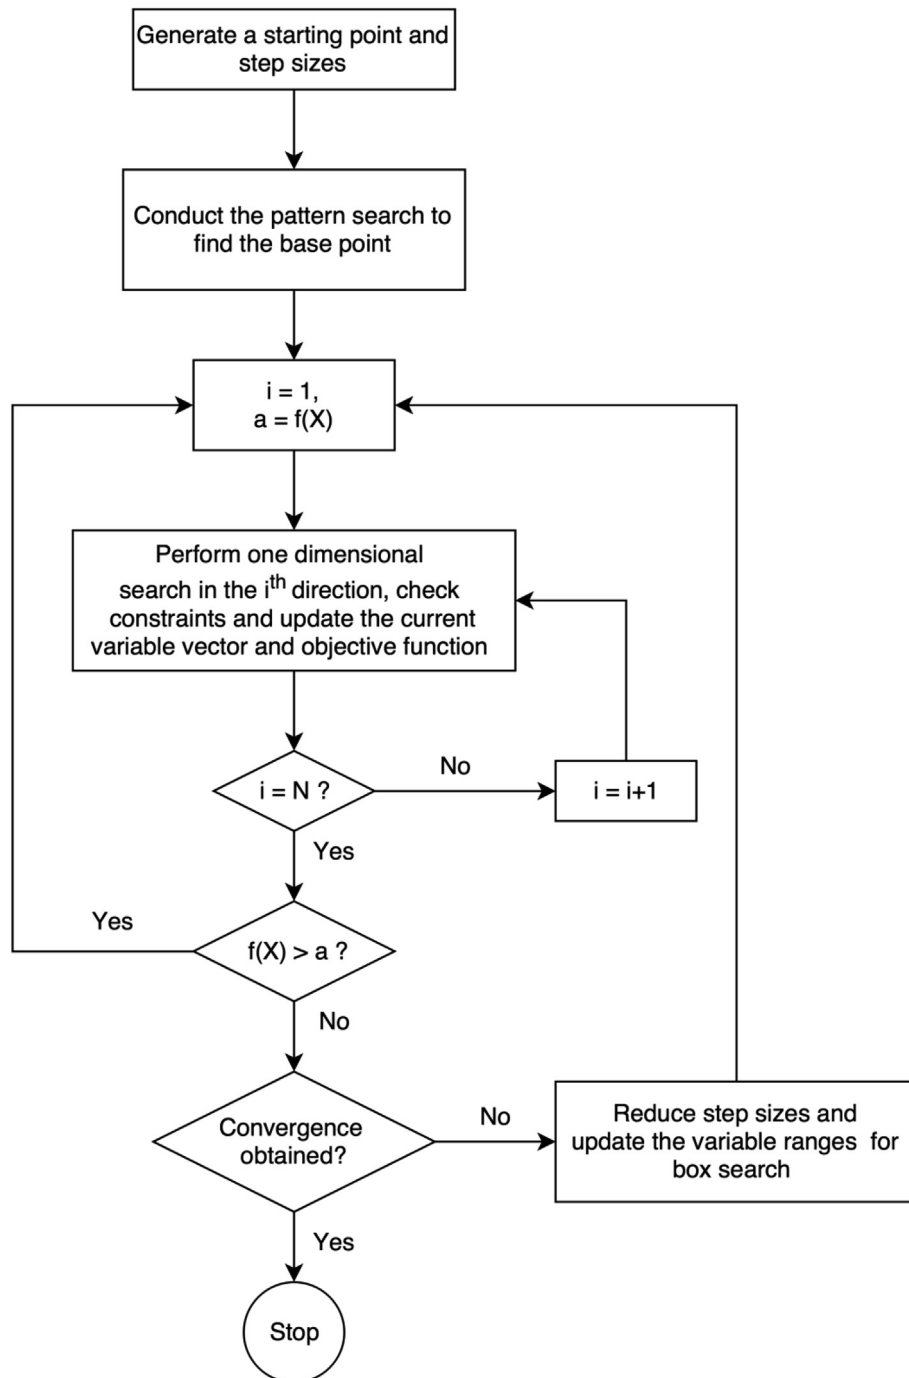 Generate a starting point and
step sizes
Conduct the pattern search to
find the base point
i = 1,
a = f(X)
Perform one dimensional
search in the i^th direction, check
constraints and update the current
variable vector and objective function
i = N ?
No
i = i+1
Yes
Yes
f(X) > a ?
No
Convergence
obtained?
No
Reduce step sizes and
update the variable ranges for
box search
Yes
Stop